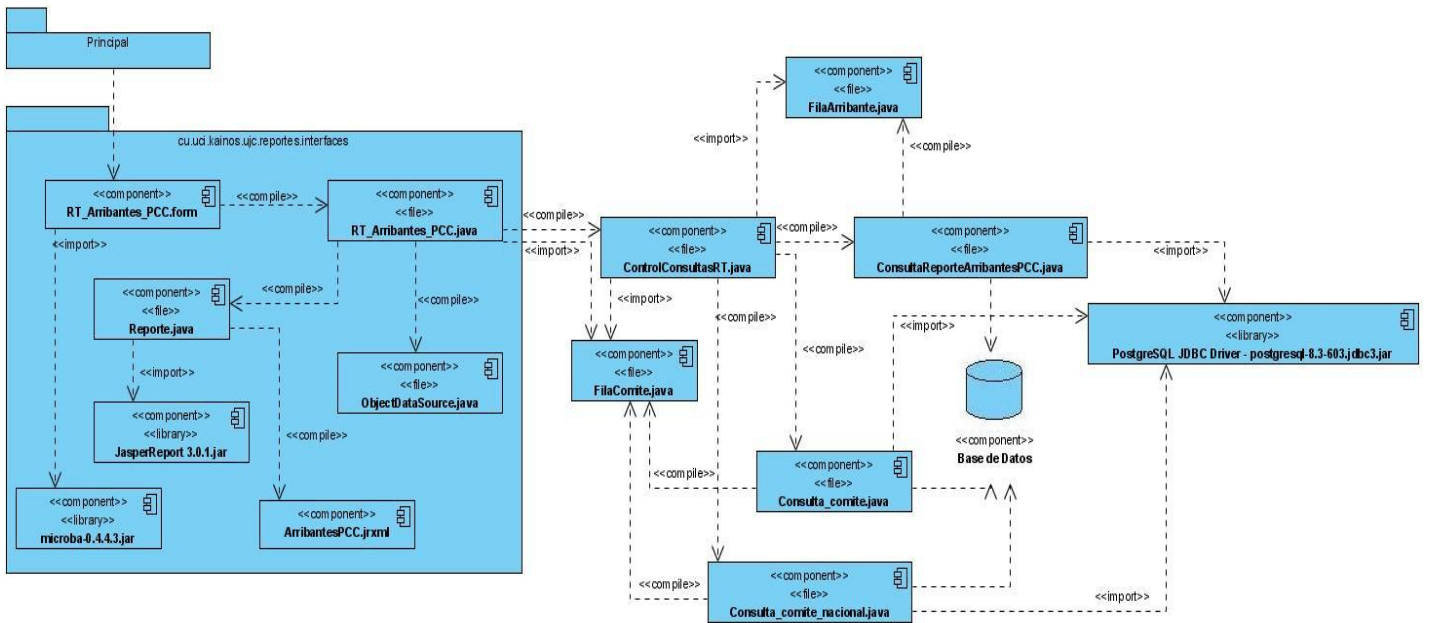 Principal
cu.uci.kainos.ujc.reportes.interfaces
<<component>>
RT_Arribantes_PCC.form
<<compile>>
<<component>>
<<file>>
RT_Arribantes_PCC.java
<<import>>
<<component>>
<<file>>
Reporte.java
<<compile>>
<<compile>>
<<import>>
<<component>>
<<library>>
JasperReport 3.0.1.jar
<<component>>
<<file>>
ObjectDataSource.java
<<compile>>
<<component>>
<<library>>
microba-0.4.4.3.jar
<<component>>
ArribantesPCC.jrxml
<<compile>>
<<import>>
<<component>>
<<file>>
FilaArribante.java
<<import>>
<<compile>>
<<component>>
<<file>>
ControlConsultasRT.java
<<compile>>
<<component>>
<<file>>
ConsultaReporteArribantesPCC.java
<<import>>
<<import>>
<<compile>>
<<compile>>
<<import>>
<<component>>
<<library>>
PostgreSQL JDBC Driver - postgresql-8.3-603.jdbc3.jar
<<component>>
<<file>>
FilaComite.java
<<component>>
Base de Datos
<<compile>>
<<component>>
<<file>>
Consulta_comite.java
<<compile>>
<<compile>>
<<component>>
<<file>>
Consulta_comite_nacional.java
<<import>>